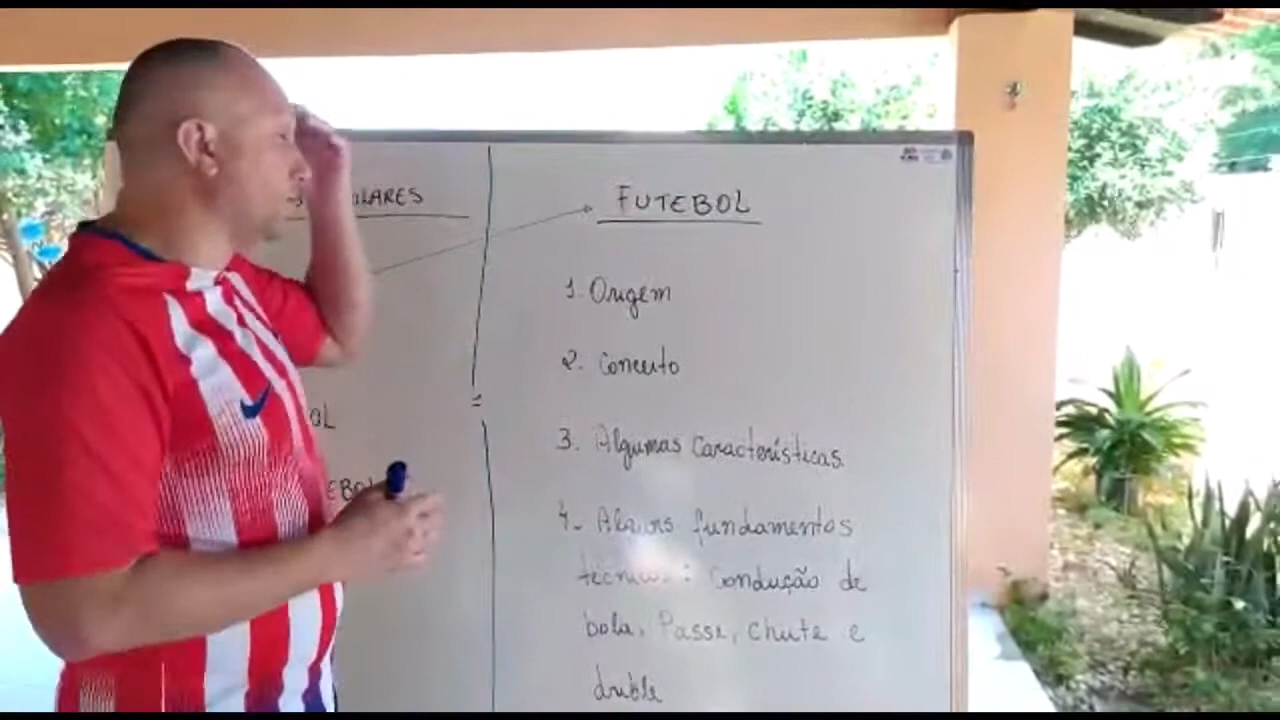 OLARES
OL
EBOL
FUTEBOL
1. Origem
2. Conceito
3. Algumas Características.
4. Alguns fundamentos
técnicos: Condução de
bola, Passe, Chute e
drible